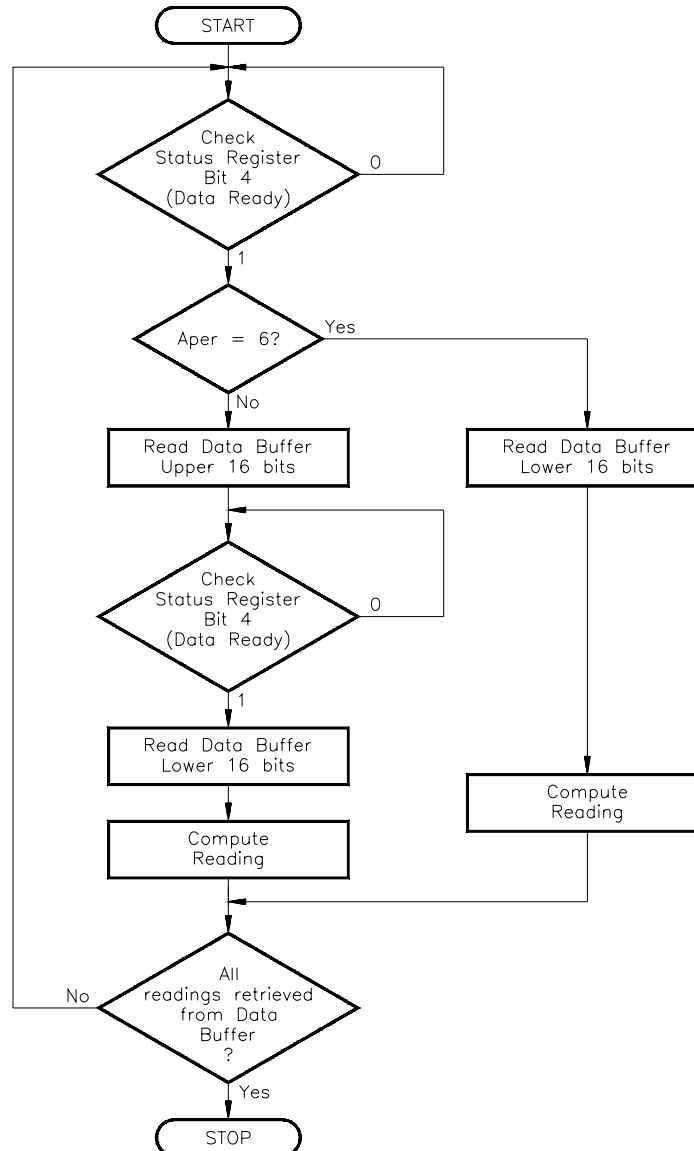 START
Check
Status Register
Bit 4
(Data Ready)
0
1
Aper = 6?
Yes
No
Read Data Buffer
Upper 16 bits
Read Data Buffer
Lower 16 bits
Check
Status Register
Bit 4
(Data Ready)
0
1
Read Data Buffer
Lower 16 bits
Compute
Reading
Compute
Reading
All
readings retrieved
from Data
Buffer
?
No
Yes
STOP